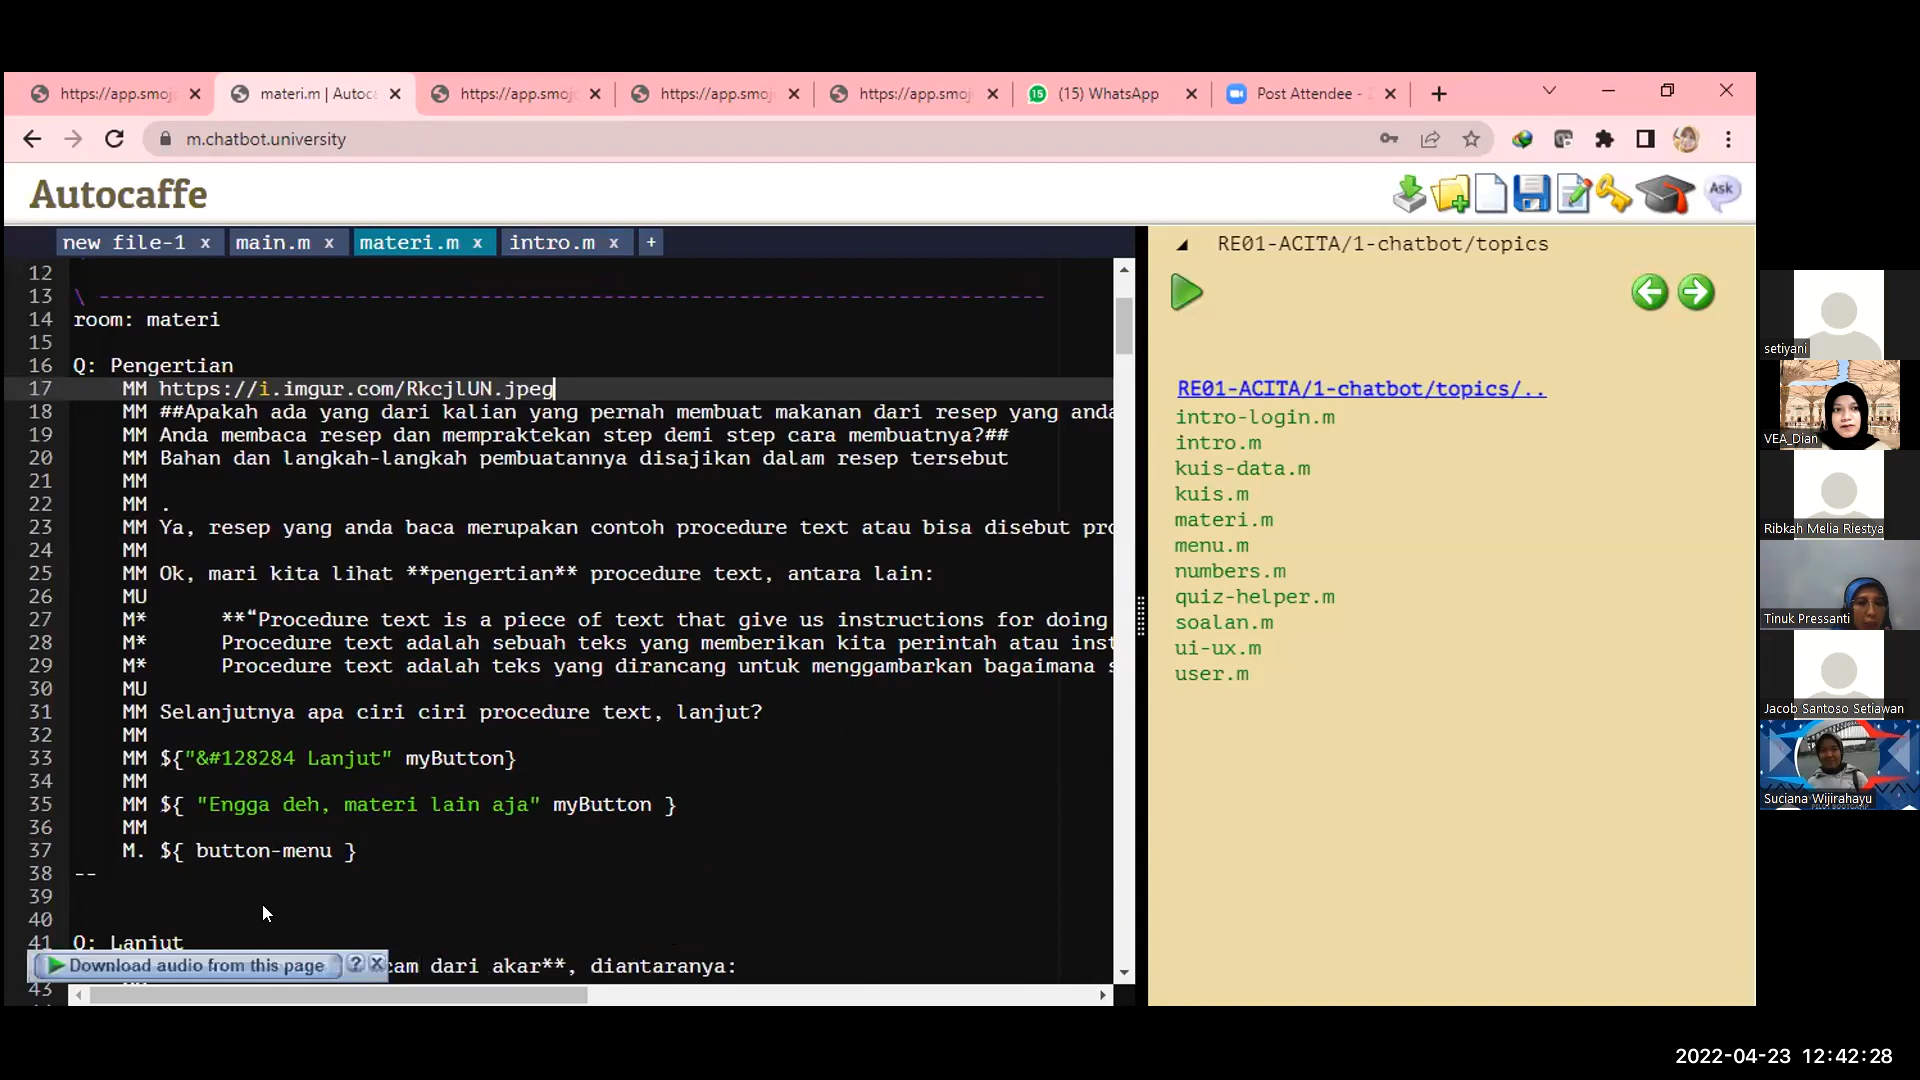 https://app.smoj
materi.m | Autoca
https://app.smoj
https://app.smoj
https://app.smoj
(15) WhatsApp
Post Attendee -
m.chatbot.university
Autocaffe
Ask
new file-1 x
main.m x
materi.m x
intro.m x
+
12
13 \ -----------------------------------------------------------------------------
14 room: materi
15
16 Q: Pengertian
17 MM https://i.imgur.com/RkcjlUN.jpeg
18 MM ##Apakah ada yang dari kalian yang pernah membuat makanan dari resep yang anda
19 MM Anda membaca resep dan mempraktekan step demi step cara membuatnya?##
20 MM Bahan dan langkah-langkah pembuatannya disajikan dalam resep tersebut
21 MM
22 MM .
23 MM Ya, resep yang anda baca merupakan contoh procedure text atau bisa disebut pro
24 MM
25 MM Ok, mari kita lihat **pengertian** procedure text, antara lain:
26 MU
27 M* **“Procedure text is a piece of text that give us instructions for doing
28 M* Procedure text adalah sebuah teks yang memberikan kita perintah atau inst
29 M* Procedure text adalah teks yang dirancang untuk menggambarkan bagaimana s
30 MU
31 MM Selanjutnya apa ciri ciri procedure text, lanjut?
32 MM
33 MM ${"&#128284 Lanjut" myButton}
34 MM
35 MM ${ "Engga deh, materi lain aja" myButton }
36 MM
37 M. ${ button-menu }
38 --
39
40
41 Q: Lanjut
dari akar**, diantaranya:
43
Download audio from this page
RE01-ACITA/1-chatbot/topics
RE01-ACITA/1-chatbot/topics/..
intro-login.m
intro.m
kuis-data.m
kuis.m
materi.m
menu.m
numbers.m
quiz-helper.m
soalan.m
ui-ux.m
user.m
setiyani
VEA_Dian
Ribkah Melia Riestya
Tinuk Pressanti
Jacob Santoso Setiawan
Suciana Wijirahayu
2022-04-23 12:42:28